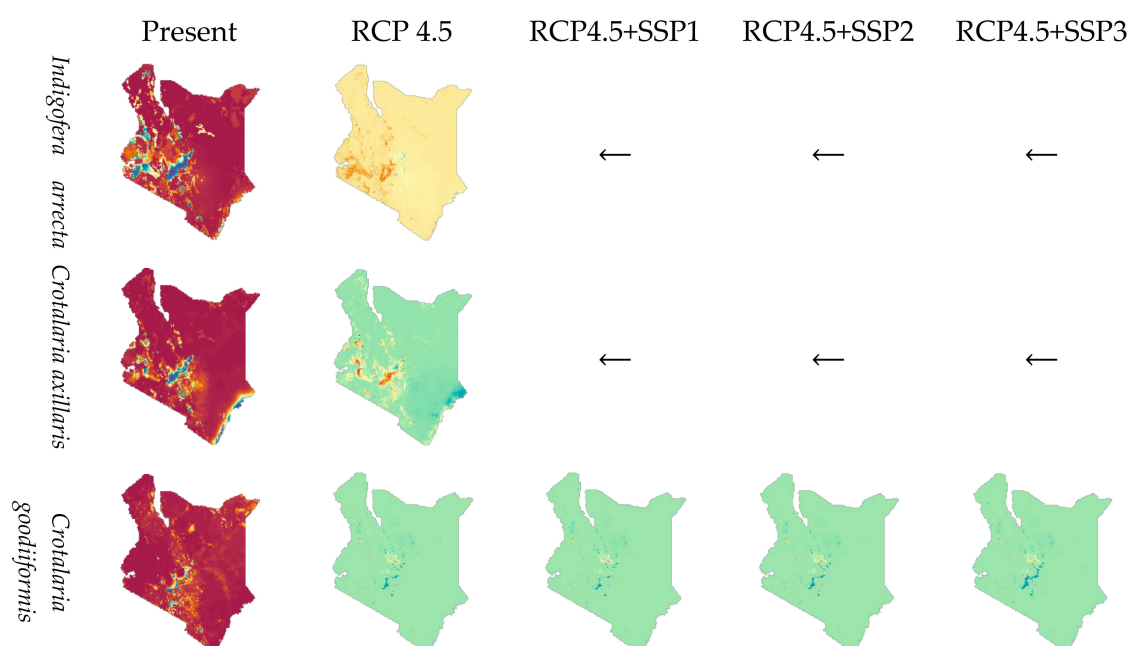 Present RCP 4.5 RCP4.5+SSP1 RCP4.5+SSP2 RCP4.5+SSP3
Indigofera arrecta
← ← ←
Crotalaria axillaris
← ← ←
Crotalaria
goodiiformis